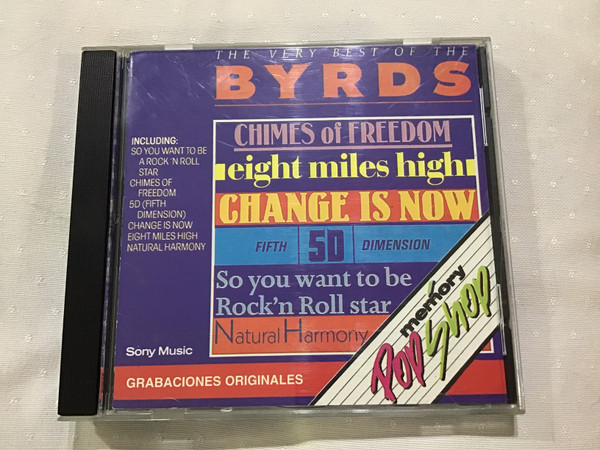 THE VERY BEST OF THE
BYRDS
INCLUDING:
SO YOU WANT TO BE
A ROCK 'N ROLL
STAR
CHIMES OF
FREEDOM
5D (FIFTH
DIMENSION)
CHANGE IS NOW
EIGHT MILES HIGH
NATURAL HARMONY
CHIMES of FREEDOM
eight miles high
CHANGE IS NOW
FIFTH 5D DIMENSION
So you want to be
Rock'n Roll star
Natural Harmony
memory
Pop Shop
Sony Music
GRABACIONES ORIGINALES